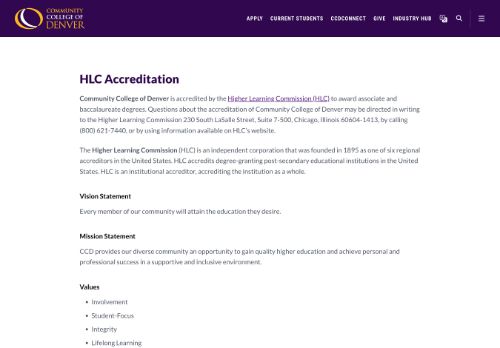 COMMUNITY
COLLEGE OF
DENVER
APPLY CURRENT STUDENTS CCDCONNECT GIVE INDUSTRY HUB
HLC Accreditation
Community College of Denver is accredited by the Higher Learning Commission (HLC) to award associate and
baccalaureate degrees. Questions about the accreditation of Community College of Denver may be directed in writing
to the Higher Learning Commission 230 South LaSalle Street, Suite 7-500, Chicago, Illinois 60604-1413, by calling
(800) 621-7440, or by using information available on HLC's website.
The Higher Learning Commission (HLC) is an independent corporation that was founded in 1895 as one of six regional
accreditors in the United States. HLC accredits degree-granting post-secondary educational institutions in the United
States. HLC is an institutional accreditor, accrediting the institution as a whole.
Vision Statement
Every member of our community will attain the education they desire.
Mission Statement
CCD provides our diverse community an opportunity to gain quality higher education and achieve personal and
professional success in a supportive and inclusive environment.
Values
• Involvement
• Student-Focus
• Integrity
• Lifelong Learning